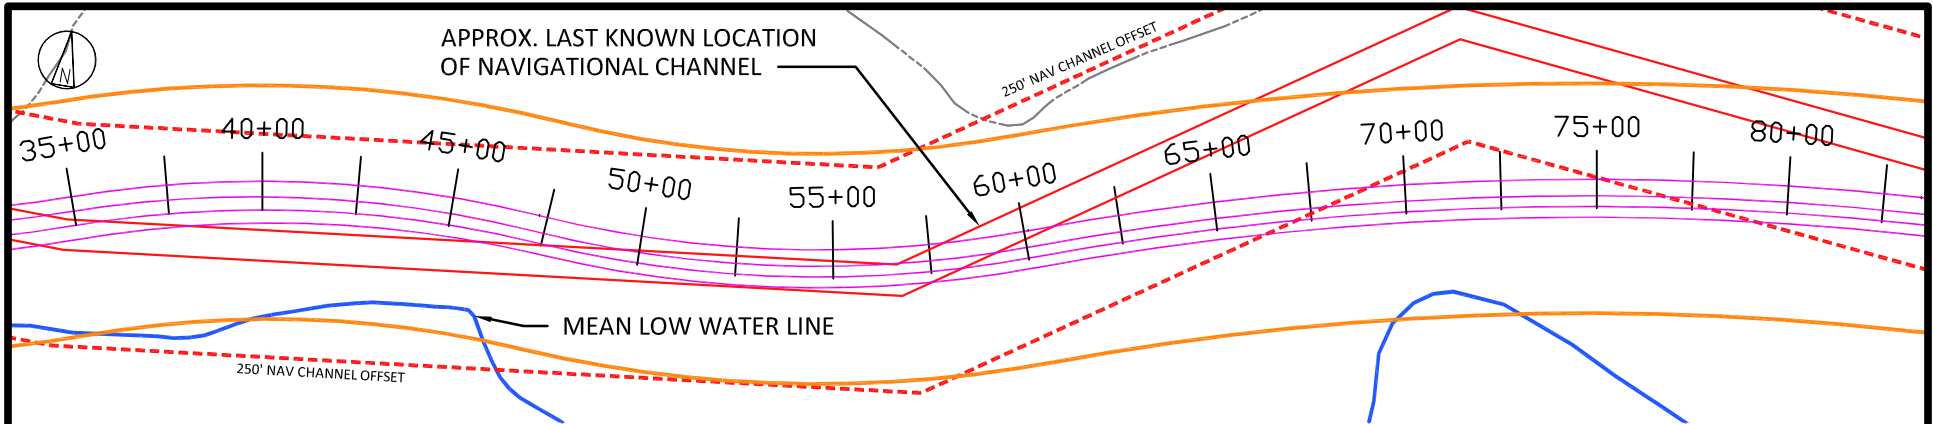 APPROX. LAST KNOWN LOCATION
OF NAVIGATIONAL CHANNEL
250' NAV CHANNEL OFFSET
N
35+00
40+00
45+00
50+00
55+00
60+00
65+00
70+00
75+00
80+00
MEAN LOW WATER LINE
250' NAV CHANNEL OFFSET